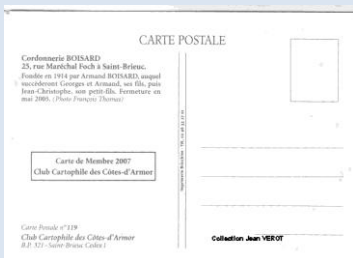 CARTE POSTALE
Cordonnerie BOISARD
25, rue Maréchal Foch à Saint-Brieuc.
Fondée en 1914 par Armand BOISARD, auquel
succédèrent Georges et Armand, ses fils, puis
Jean-Christophe, son petit-fils. Fermeture en
mai 2005. (Photo François Thomas)
Carte de Membre 2007
Club Cartophile des Côtes-d'Armor
Carte Postale n° 119
Club Cartophile des Côtes-d'Armor
B.P. 321 - Saint-Brieuc Cedex 1
Collection Jean VEROT